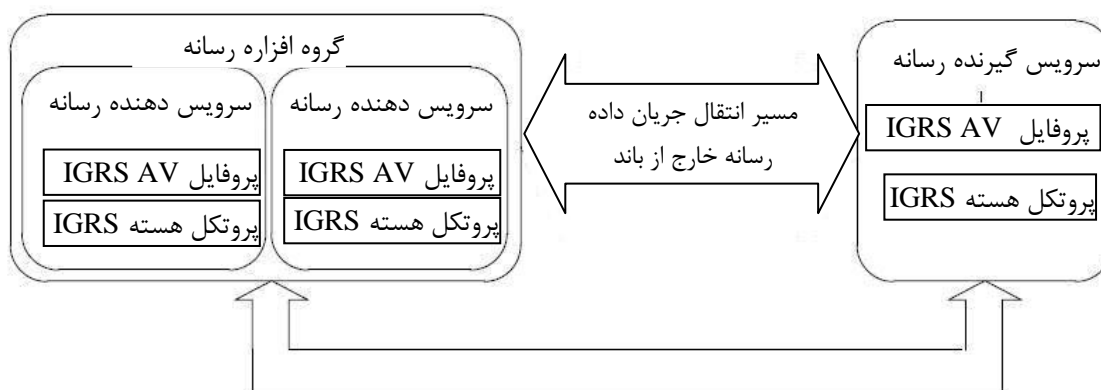 گروه افزاره رسانه
سرویس گیرنده رسانه
سرویس دهنده رسانه
پروفایل IGRS AV
پروتکل هسته IGRS
سرویس دهنده رسانه
پروفایل IGRS AV
پروتکل هسته IGRS
مسیر انتقال جریان داده
رسانه خارج از باند
پروفایل IGRS AV
پروتکل هسته IGRS